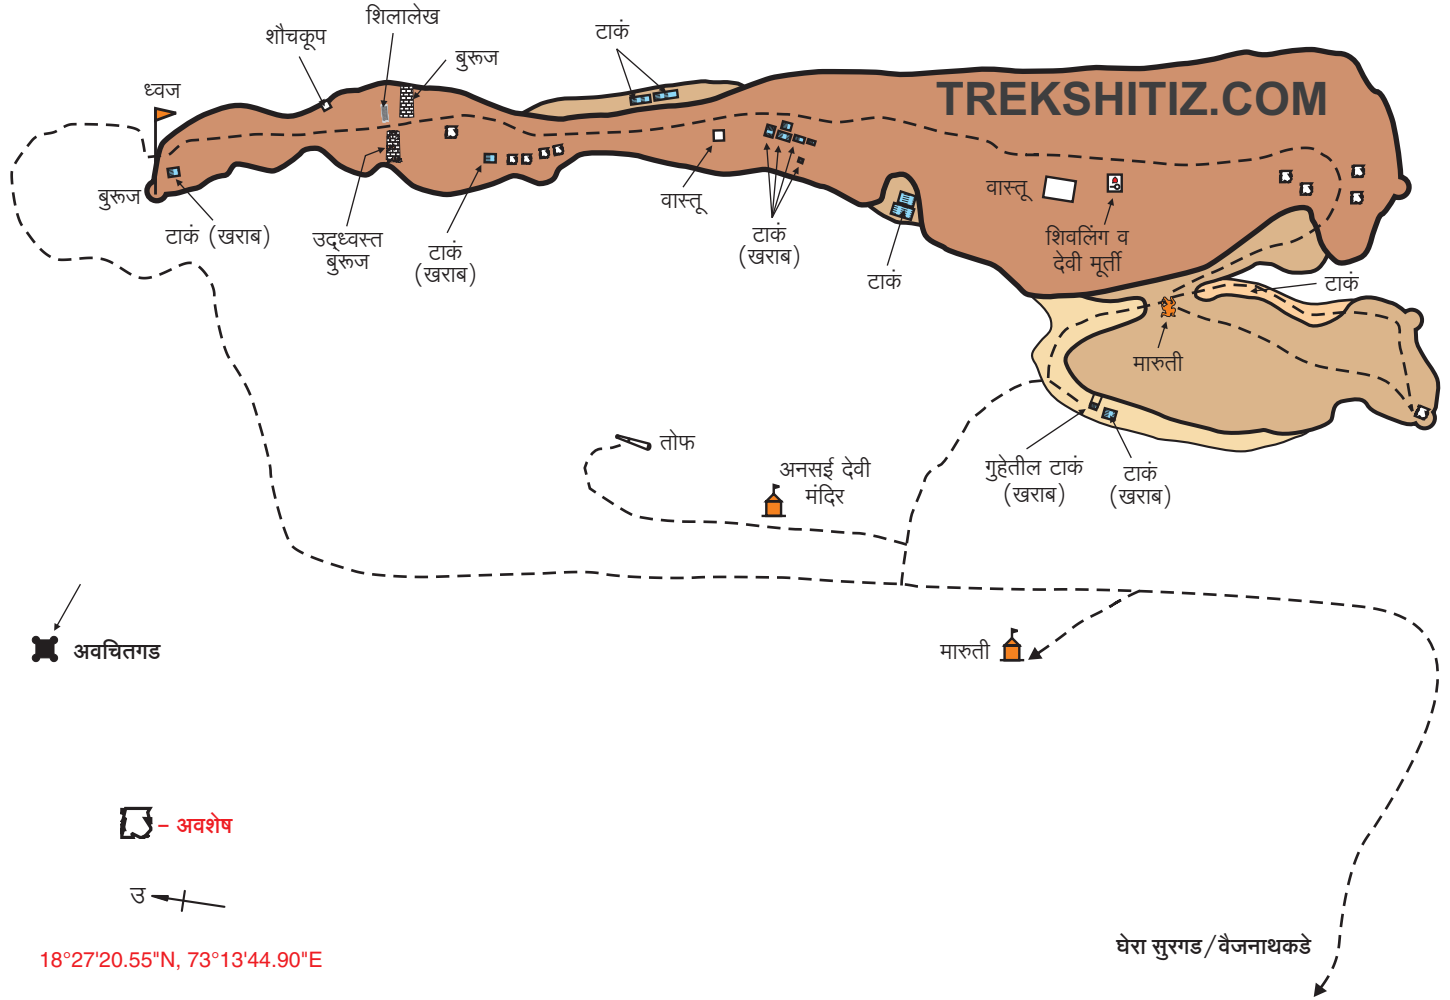 शिलालेख
शौचकूप
टाकं
बुरूज
ध्वज
TREKSHITIZ.COM
बुरूज
टाकं (खराब)
उद्ध्वस्त
बुरूज
टाकं
(खराब)
वास्तू
टाकं
(खराब)
टाकं
वास्तू
शिवलिंग व
देवी मूर्ती
टाकं
मारुती
तोफ
अनसई देवी
मंदिर
गुहेतील टाकं
(खराब)
टाकं
(खराब)
अवचितगड
मारुती
– अवशेष
उ
घेरा सुरगड/वैजनाथकडे
18°27'20.55"N, 73°13'44.90"E